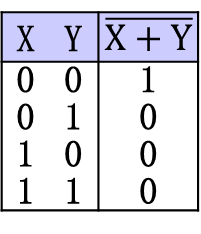 X Y X̅ ̅+̅ ̅Y̅
0 0 1
0 1 0
1 0 0
1 1 0